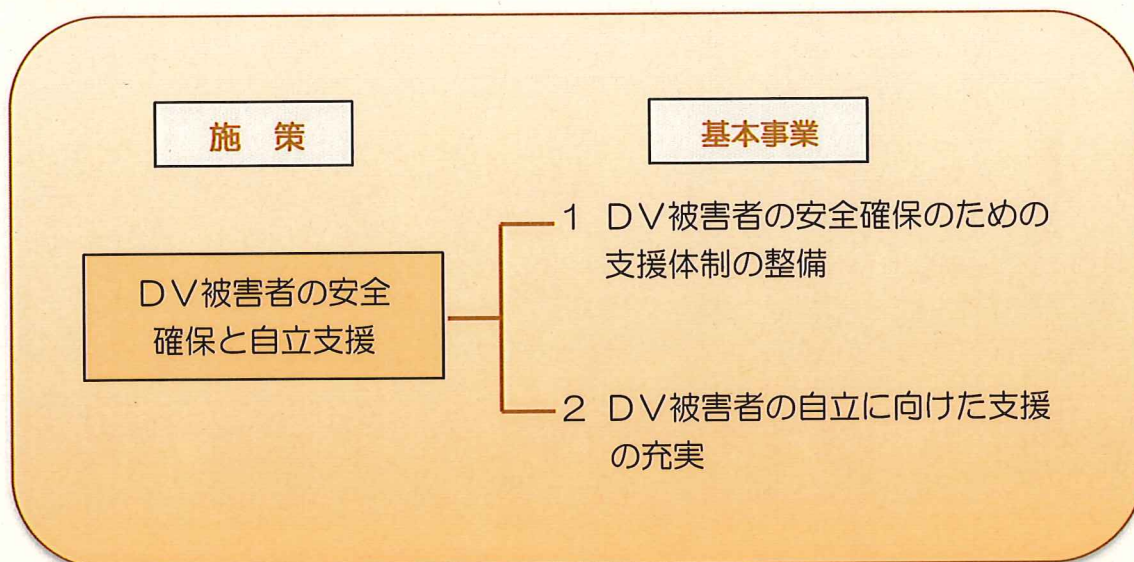 施　策
基本事業
ＤＶ被害者の安全
確保と自立支援
１　ＤＶ被害者の安全確保のための
支援体制の整備
２　ＤＶ被害者の自立に向けた支援
の充実